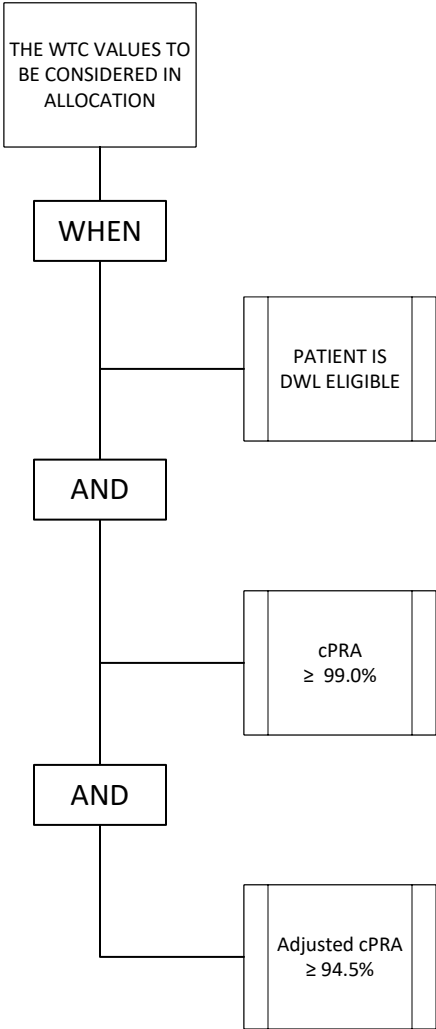 THE WTC VALUES TO
BE CONSIDERED IN
ALLOCATION
WHEN
PATIENT IS
DWL ELIGIBLE
AND
cPRA
≥ 99.0%
AND
Adjusted cPRA
≥ 94.5%